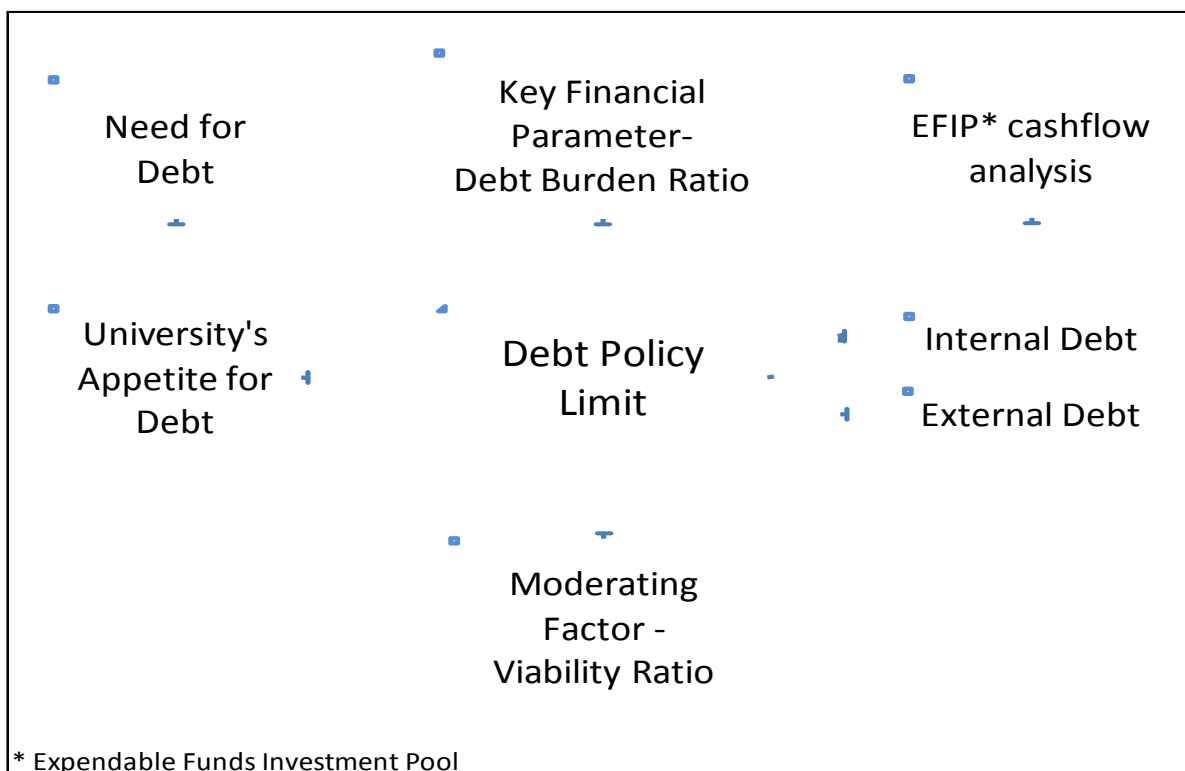 Need for
Debt
Key Financial
Parameter-
Debt Burden Ratio
EFIP* cashflow
analysis
University's
Appetite for
Debt
Debt Policy
Limit
Internal Debt
External Debt
Moderating
Factor -
Viability Ratio
* Expendable Funds Investment Pool